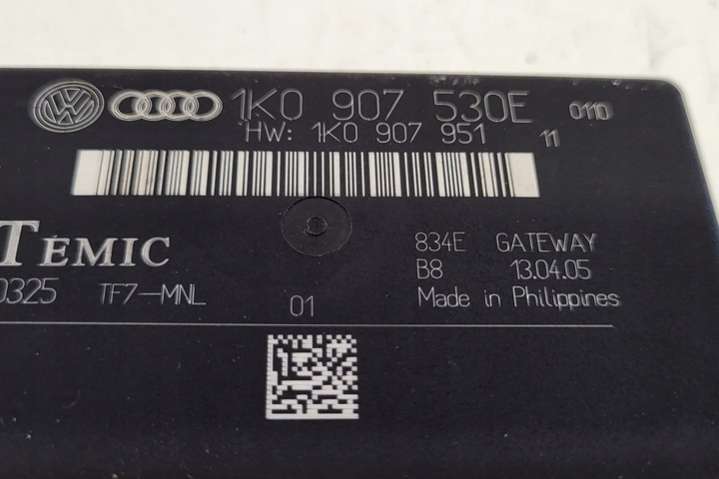 1K0 907 530E 0110
HW: 1K0 907 951 11
TEMIC
834E GATEWAY
B8 13.04.05
0325 TF7-MNL
01
Made in Philippines